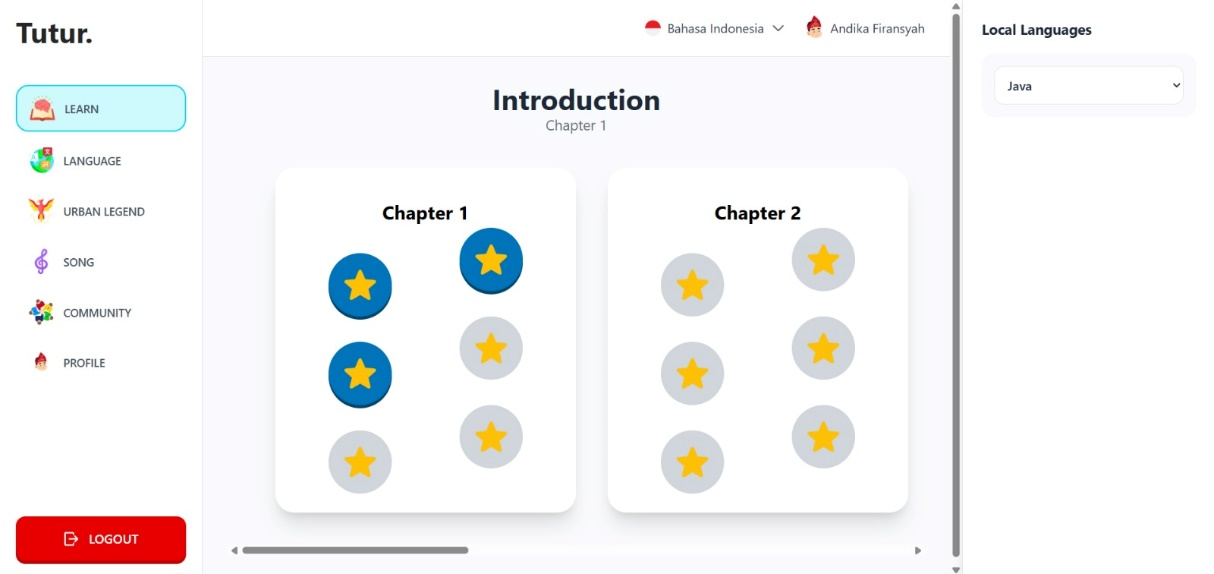 Tutur.
LEARN
LANGUAGE
URBAN LEGEND
SONG
COMMUNITY
PROFILE
LOGOUT
Bahasa Indonesia
Andika Firansyah
Introduction
Chapter 1
Chapter 1
Chapter 2
Local Languages
Java